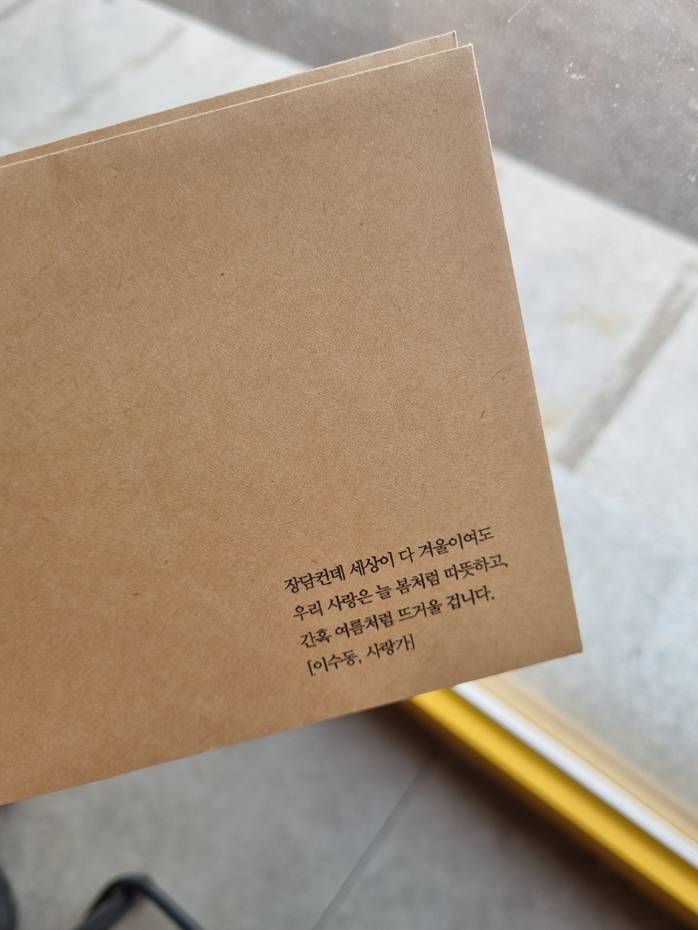 장담컨데 세상이 다 겨울이여도
우리 사랑은 늘 봄처럼 따뜻하고,
간혹 여름처럼 뜨거울 겁니다.
[이수동, 사랑가]